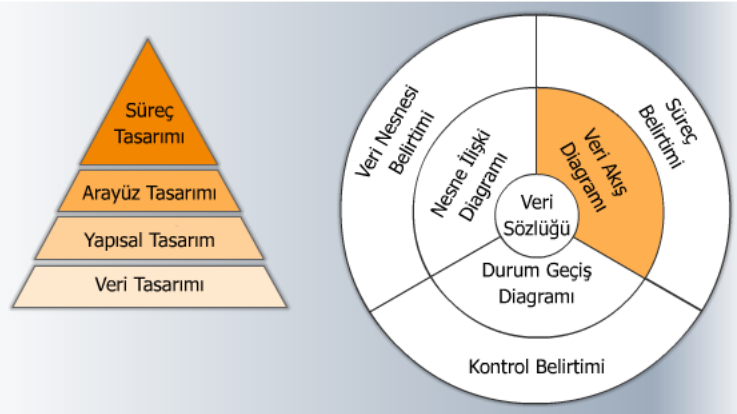 Süreç
Tasarımı
Arayüz Tasarımı
Yapısal Tasarım
Veri Tasarımı
Veri Nesnesi
Belirtimi
Nesne İlişki
Diagramı
Süreç
Belirtimi
Veri Akış
Diagramı
Veri
Sözlüğü
Durum Geçiş
Diagramı
Kontrol Belirtimi